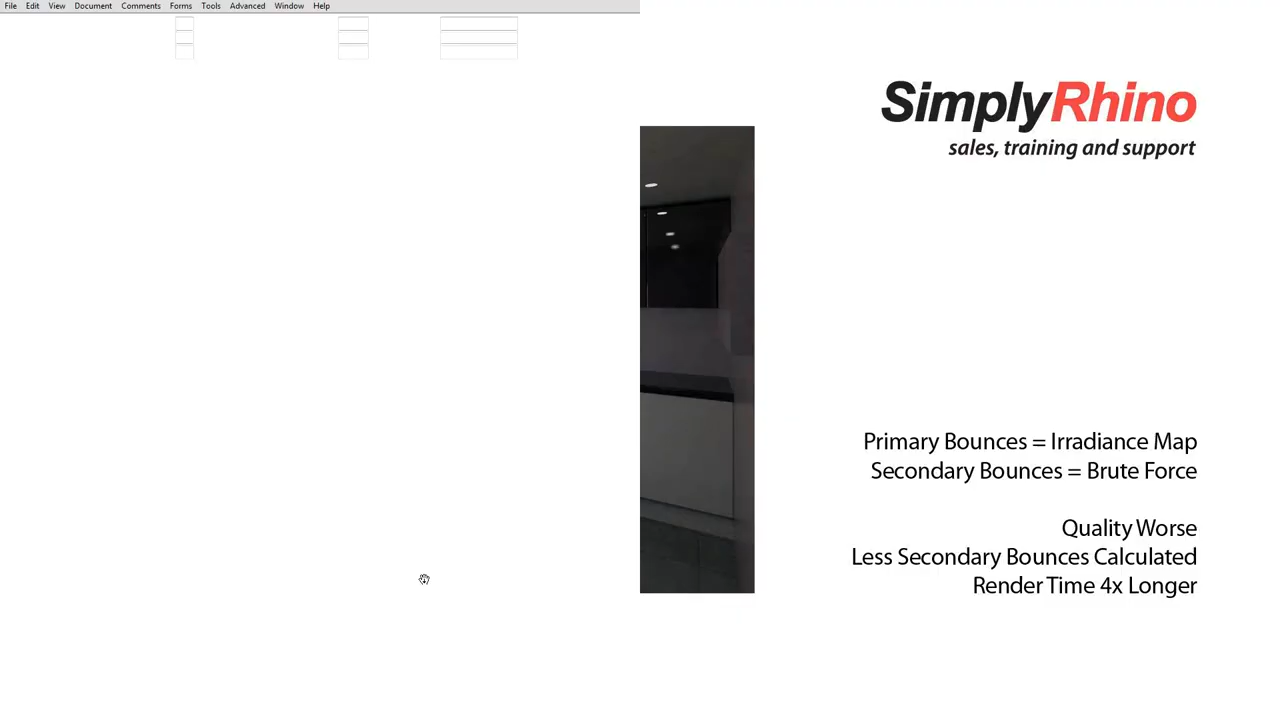 File Edit View Document Comments Forms Tools Advanced Window Help
SimplyRhino
sales, training and support
Primary Bounces = Irradiance Map
Secondary Bounces = Brute Force
Quality Worse
Less Secondary Bounces Calculated
Render Time 4x Longer